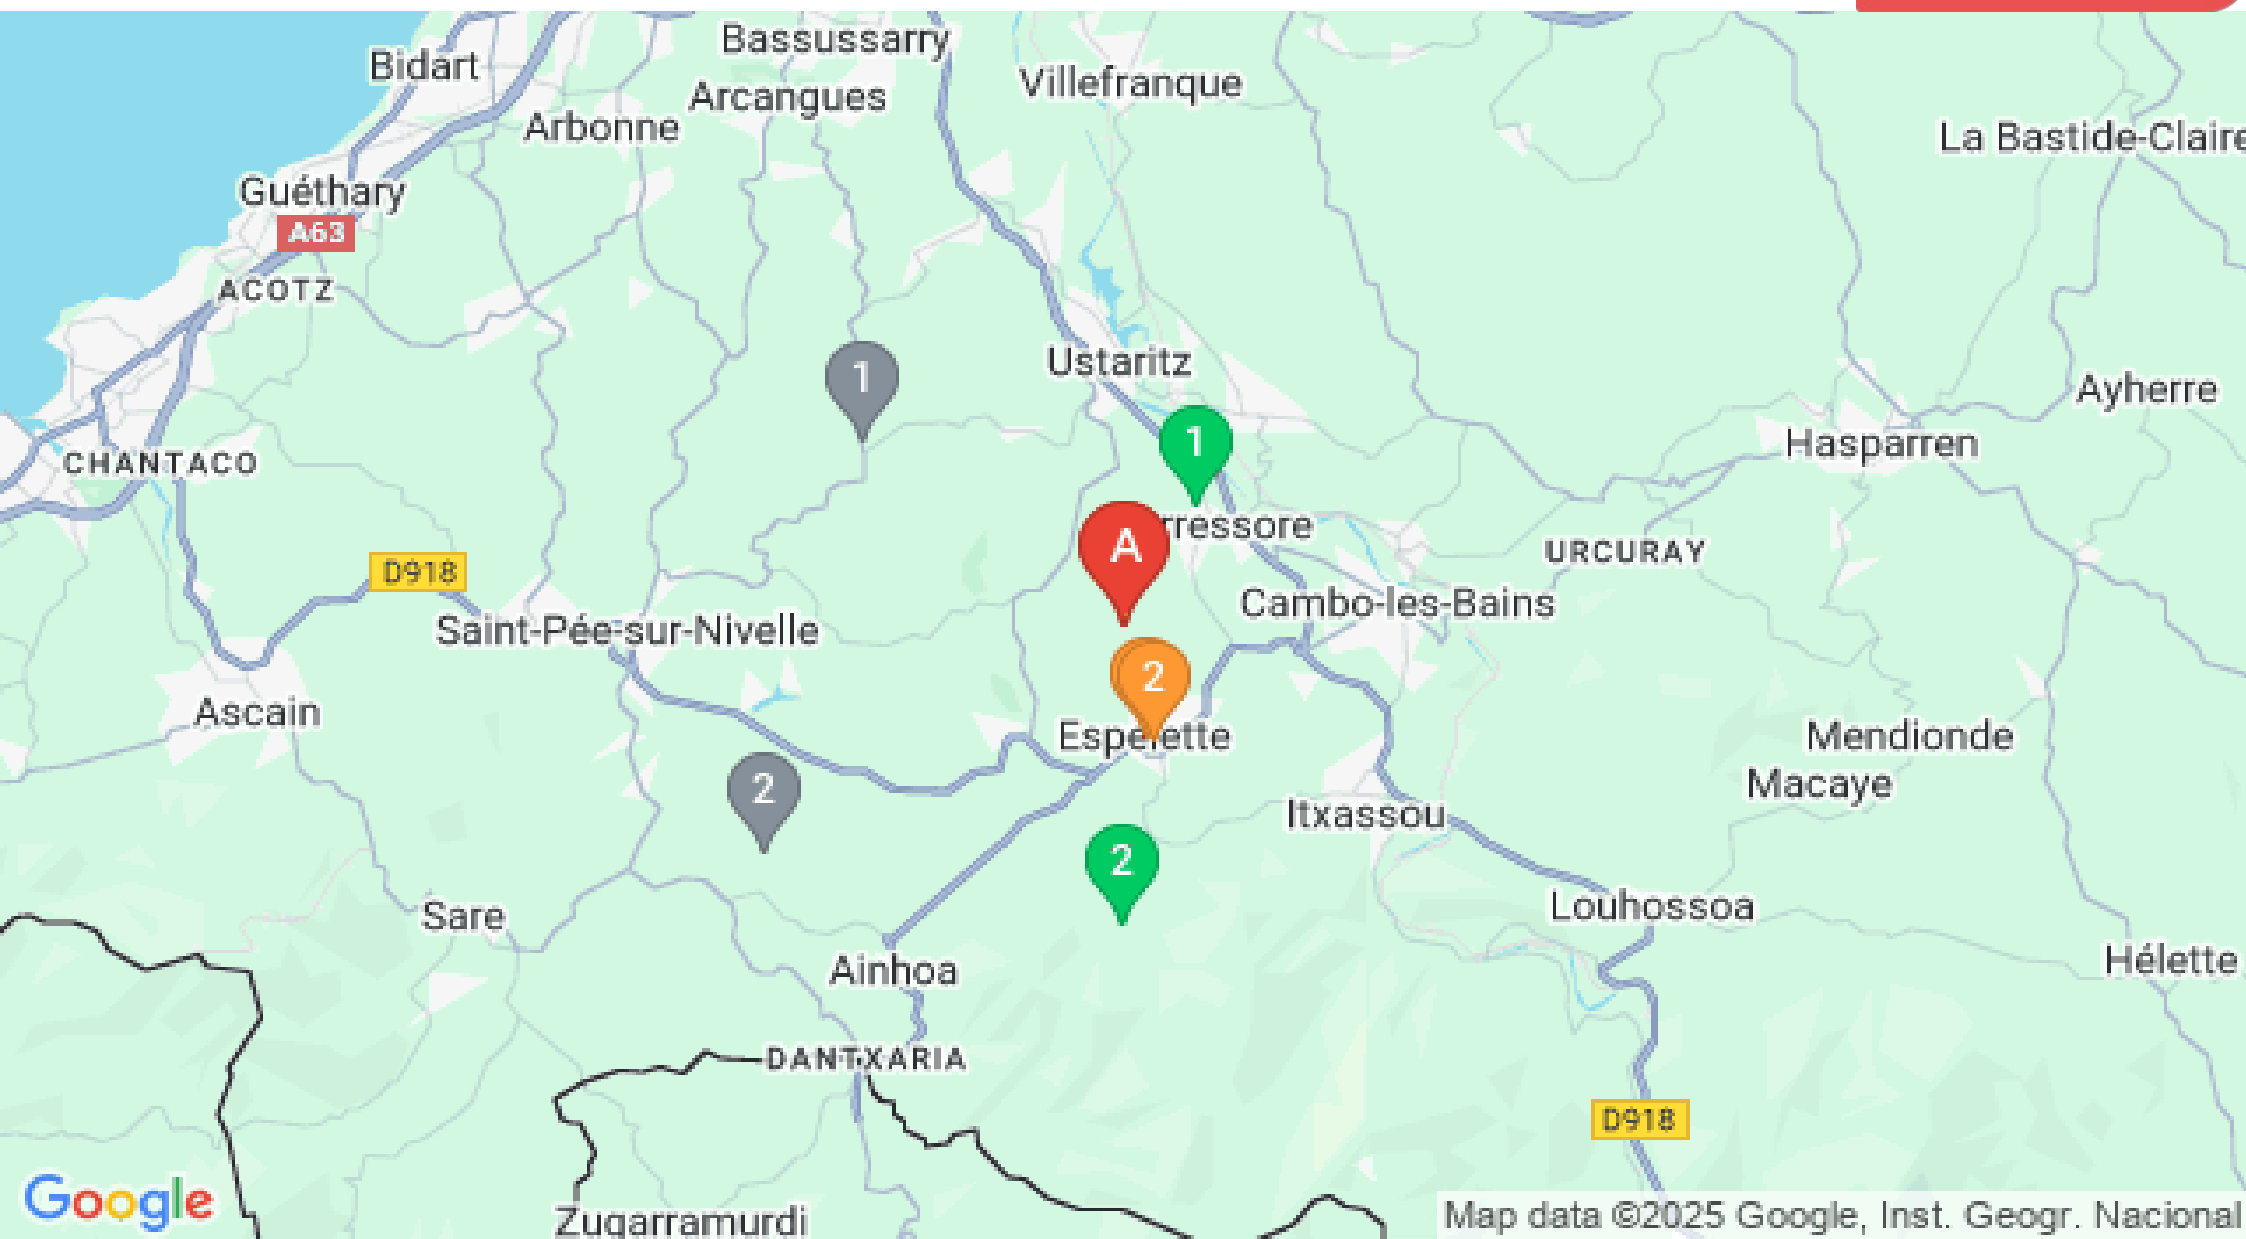 Bassussarry
Bidart
Villefranque
Arcangues
Arbonne
La Bastide-Claire
Guéthary
A63
ACOTZ
Ustaritz
1
Ayherre
1
Hasparren
CHANTACO
rressore
A
URCURAY
D918
Cambo-les-Bains
Saint-Pée-sur-Nivelle
2
Ascain
Espelette
Mendionde
Macaye
2
Itxassou
2
Louhossoa
Sare
Hélette
Ainhoa
DANTXARIA
D918
Google
Zugarramurdi
Map data ©2025 Google, Inst. Geogr. Nacional